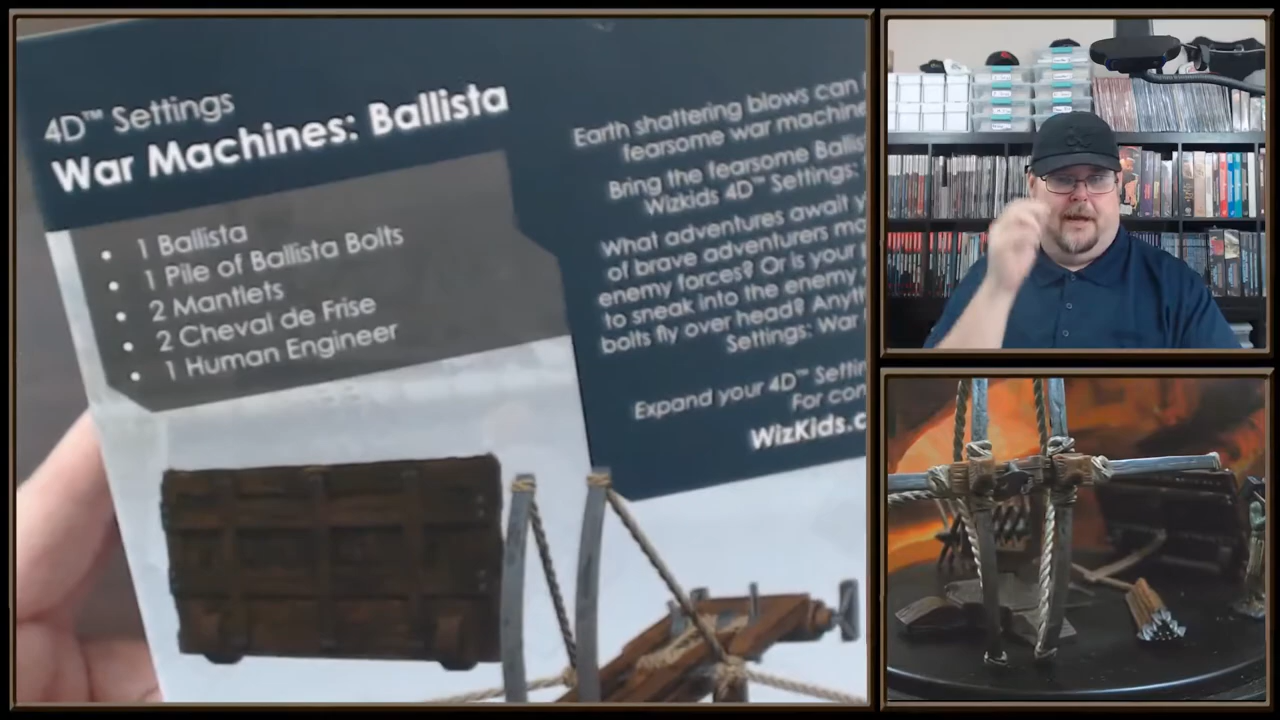 4D™ Settings
War Machines: Ballista
• 1 Ballista
• 1 Pile of Ballista Bolts
• 2 Mantlets
• 2 Cheval de Frise
• 1 Human Engineer
Earth shattering blows can
fearsome war machine
Bring the fearsome Ballis
Wizkids 4D™ Settings:
What adventures await y
of brave adventurers ma
enemy forces? Or is your
to sneak into the enemy
bolts fly over head? Anyt
Settings: War
Expand your 4D™ Settin
For con
WizKids.c